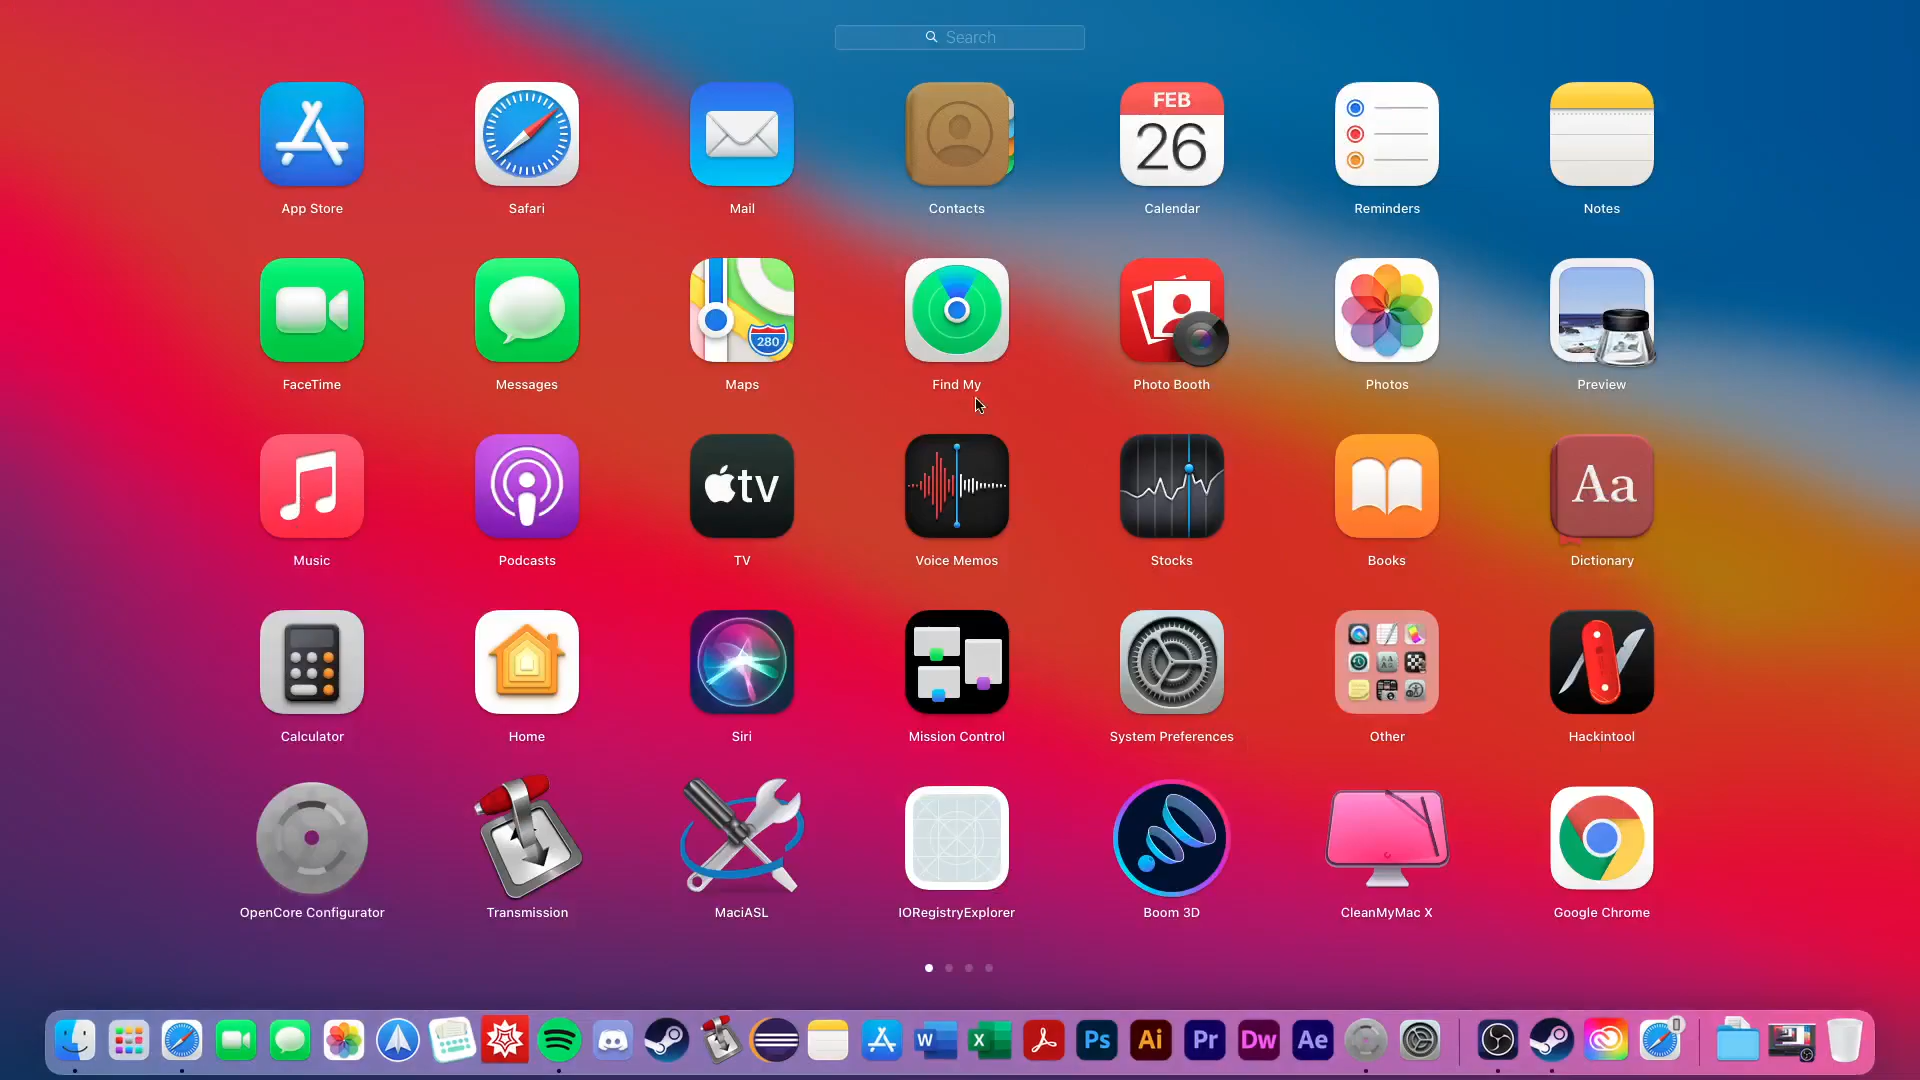 Search
FEB
26
App Store
Safari
Mail
Contacts
Calendar
Reminders
Notes
280
FaceTime
Messages
Maps
Find My
Photo Booth
Photos
Preview
tv
Aa
Music
Podcasts
TV
Voice Memos
Stocks
Books
Dictionary
Calculator
Home
Siri
Mission Control
System Preferences
Other
Hackintool
OpenCore Configurator
Transmission
MaciASL
IORegistryExplorer
Boom 3D
CleanMyMac X
Google Chrome
W
X
Ps
Ai
Pr
Dw
Ae